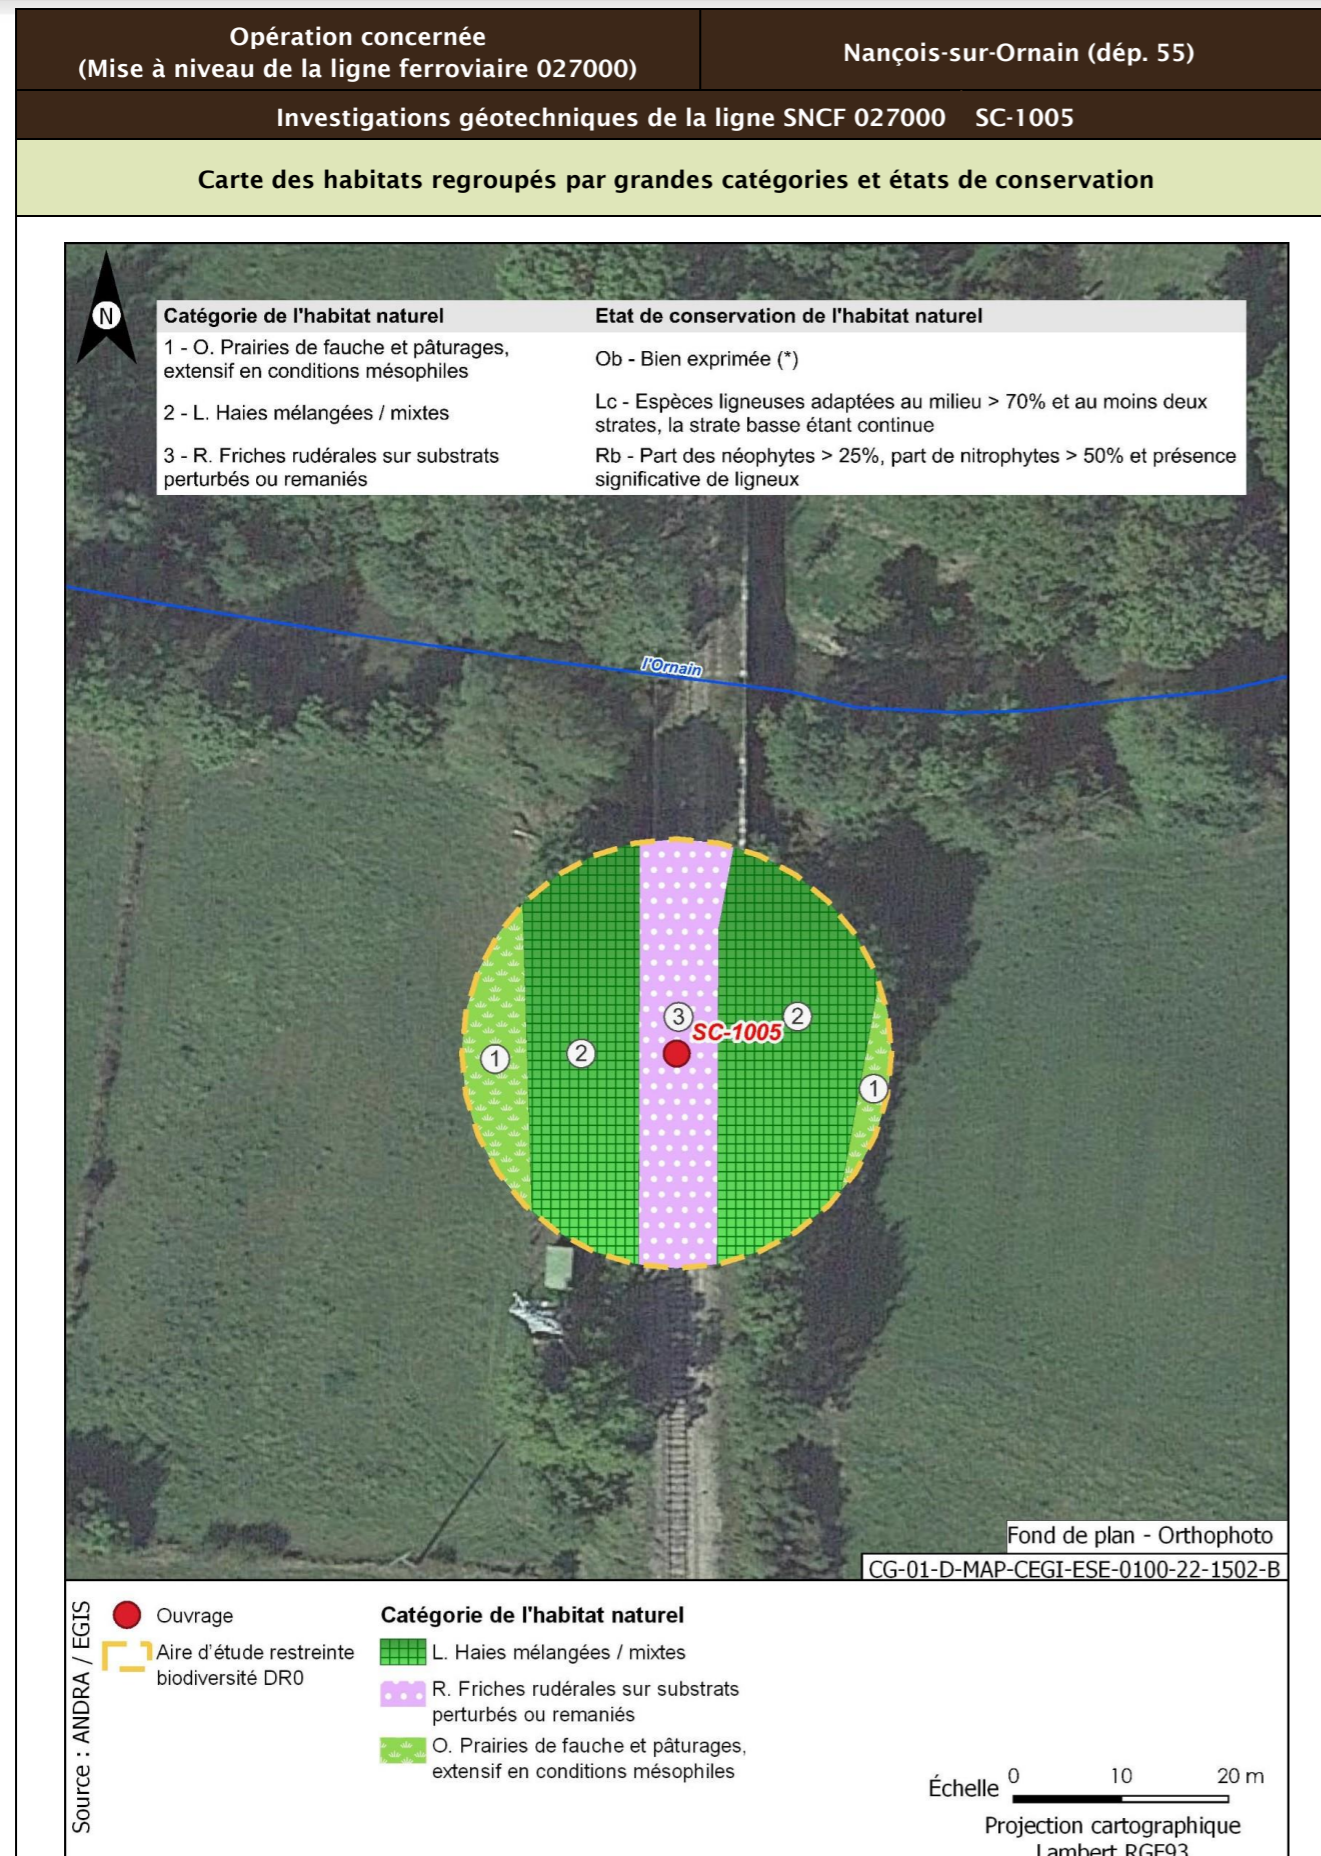 Opération concernée
(Mise à niveau de la ligne ferroviaire 027000)
Nançois-sur-Ornain (dép. 55)
Investigations géotechniques de la ligne SNCF 027000 SC-1005
Carte des habitats regroupés par grandes catégories et états de conservation
N
Catégorie de l'habitat naturel
Etat de conservation de l'habitat naturel
1 - O. Prairies de fauche et pâturages,
extensif en conditions mésophiles
Ob - Bien exprimée (*)
2 - L. Haies mélangées / mixtes
Lc - Espèces ligneuses adaptées au milieu > 70% et au moins deux
strates, la strate basse étant continue
3 - R. Friches rudérales sur substrats
perturbés ou remaniés
Rb - Part des néophytes > 25%, part de nitrophytes > 50% et présence
significative de ligneux
l'Ornain
3
2
SC-1005
1
2
1
Fond de plan - Orthophoto
CG-01-D-MAP-CEGI-ESE-0100-22-1502-B
Source : ANDRA / EGIS
Ouvrage
Aire d'étude restreinte
biodiversité DR0
Catégorie de l'habitat naturel
L. Haies mélangées / mixtes
R. Friches rudérales sur substrats
perturbés ou remaniés
O. Prairies de fauche et pâturages,
extensif en conditions mésophiles
Échelle 0 10 20 m
Projection cartographique
Lambert RGF93